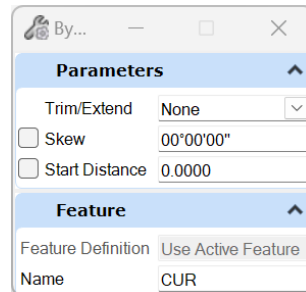 By...
Parameters
Trim/Extend None
Skew 00°00'00"
Start Distance 0.0000
Feature
Feature Definition Use Active Feature
Name CUR